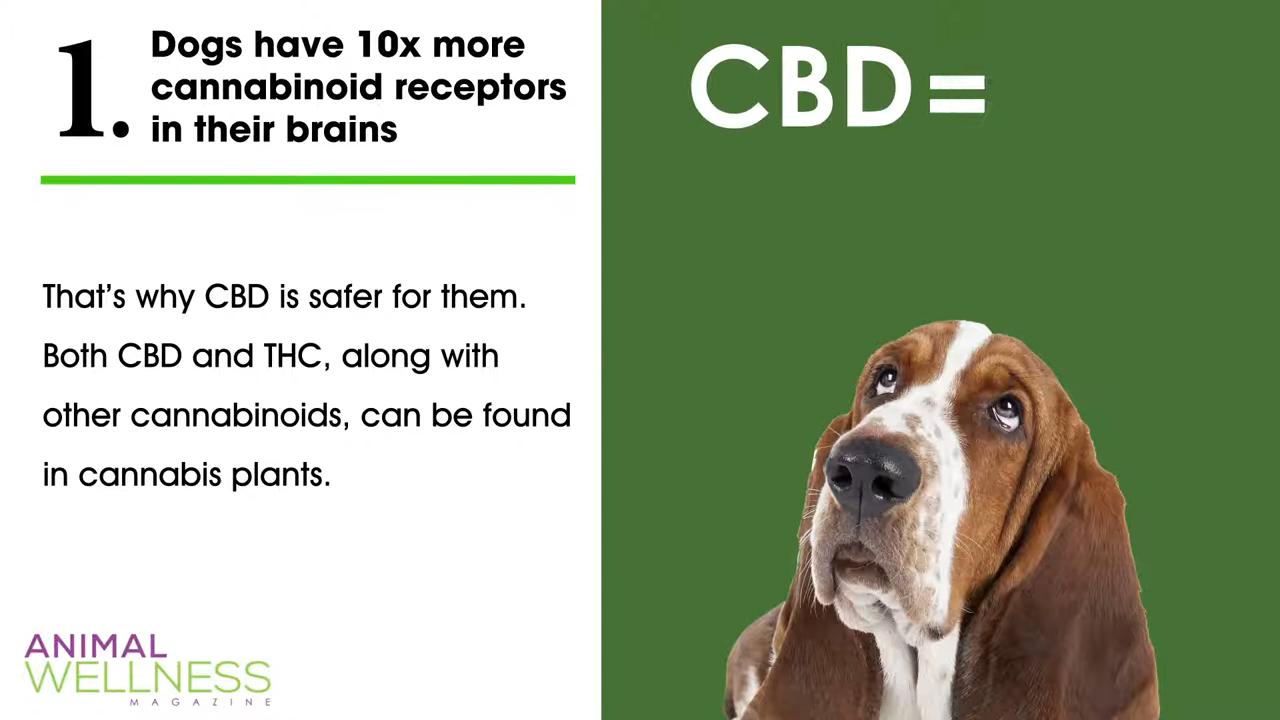 1.
Dogs have 10x more
cannabinoid receptors
in their brains
That's why CBD is safer for them.
Both CBD and THC, along with
other cannabinoids, can be found
in cannabis plants.
ANIMAL
WELLNESS
MAGAZINE
CBD=